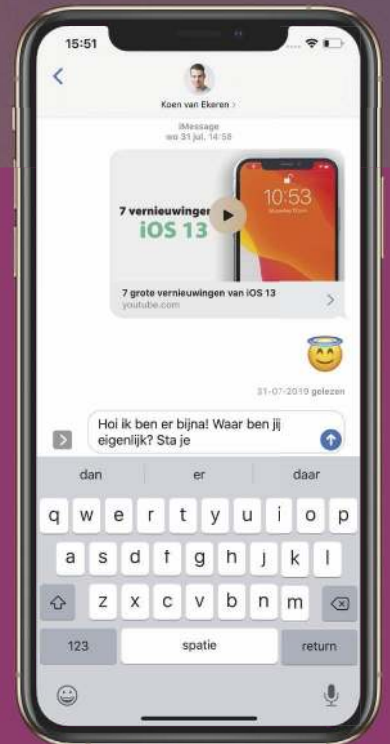 15:51
Koen van Ekeren >
iMessage
wo 31 jul. 14:58
7 vernieuwingen
iOS 13
10:53
7 grote vernieuwingen van iOS 13
youtube.com
31-07-2019 gelezen
Hoi ik ben er bijna! Waar ben jij
eigenlijk? Sta je
dan er daar
q w e r t y u i o p
a s d f g h j k l
z x c v b n m
123 spatie return